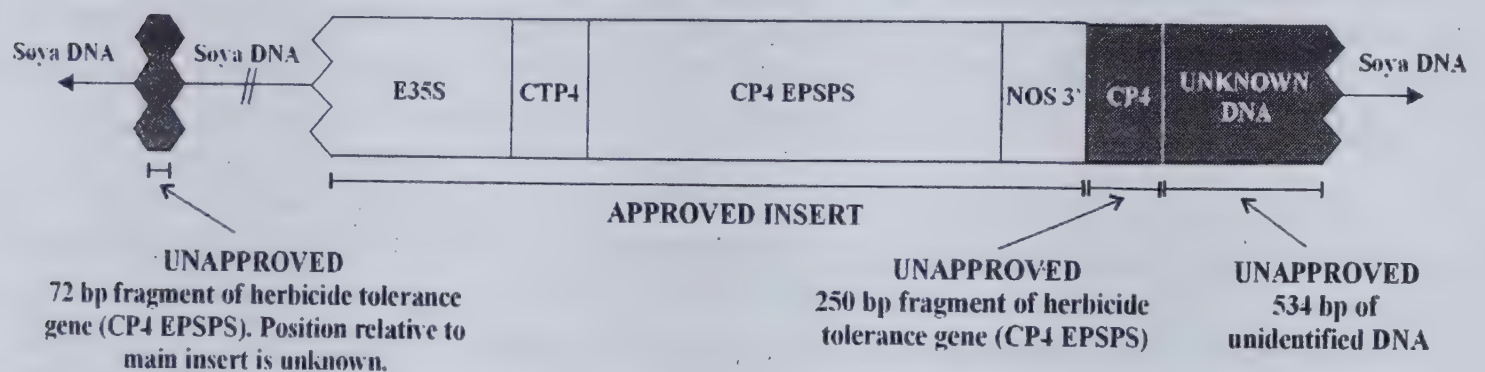 Soya DNA
Soya DNA
E35S
CTP4
CP4 EPSPS
NOS 3`
CP4
UNKNOWN
DNA
Soya DNA
APPROVED INSERT
UNAPPROVED
72 bp fragment of herbicide tolerance
gene (CP4 EPSPS). Position relative to
main insert is unknown.
UNAPPROVED
250 bp fragment of herbicide
tolerance gene (CP4 EPSPS)
UNAPPROVED
534 bp of
unidentified DNA